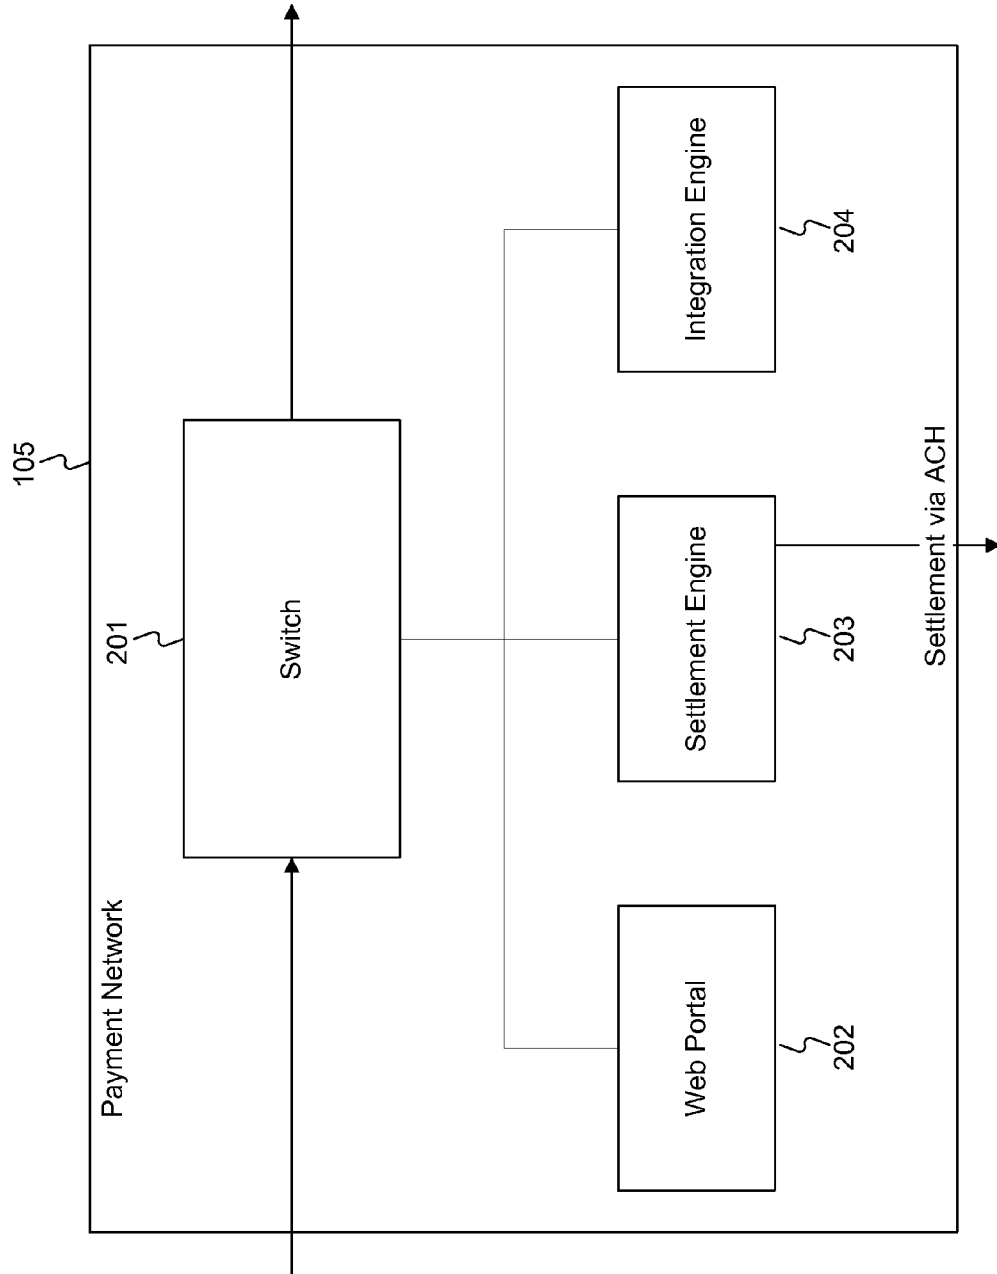 105
Payment Network
201
Switch
Web Portal
202
Settlement Engine
203
Integration Engine
204
Settlement via ACH